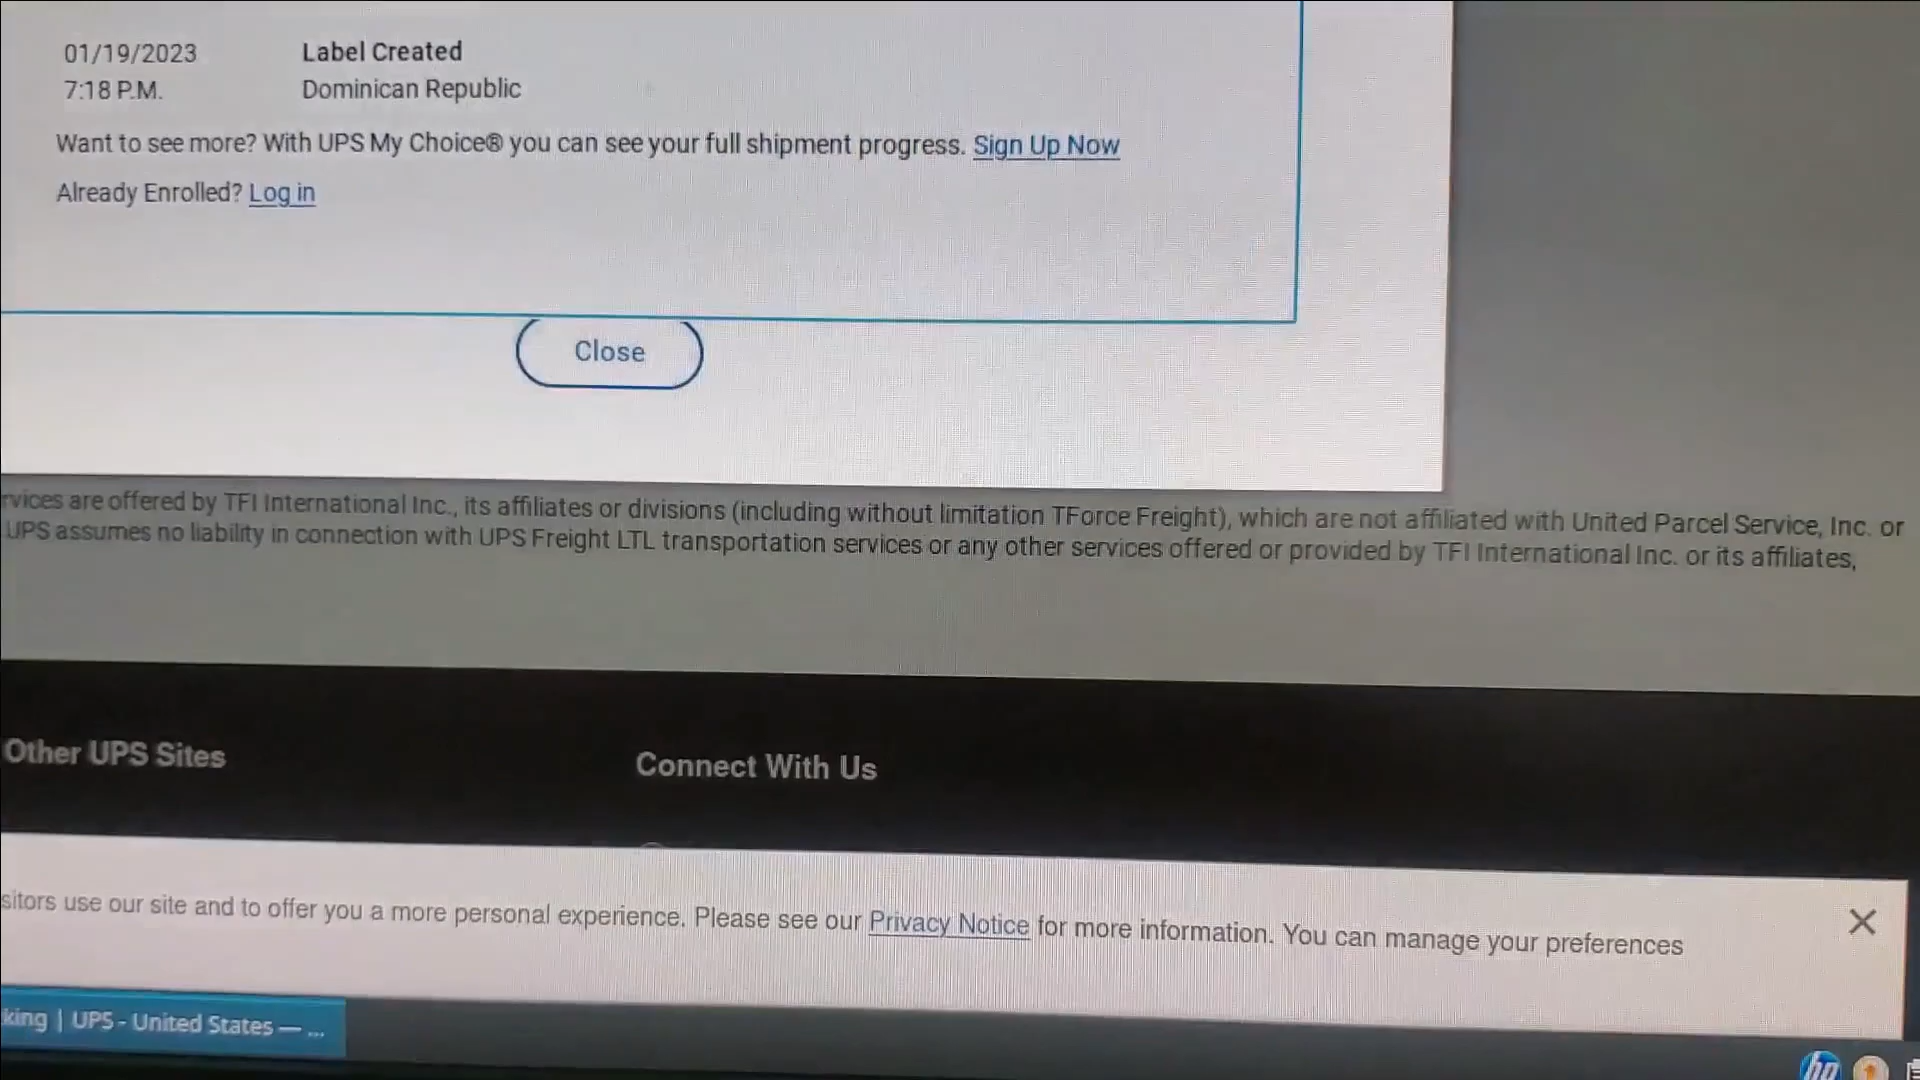 01/19/2023 Label Created
7:18 P.M. Dominican Republic
Want to see more? With UPS My Choice® you can see your full shipment progress. Sign Up Now
Already Enrolled? Log in
Close
rvices are offered by TFI International Inc., its affiliates or divisions (including without limitation TForce Freight), which are not affiliated with United Parcel Service, Inc. or
UPS assumes no liability in connection with UPS Freight LTL transportation services or any other services offered or provided by TFI International Inc. or its affiliates,
Other UPS Sites
Connect With Us
sitors use our site and to offer you a more personal experience. Please see our Privacy Notice for more information. You can manage your preferences
king | UPS - United States — ...
hp